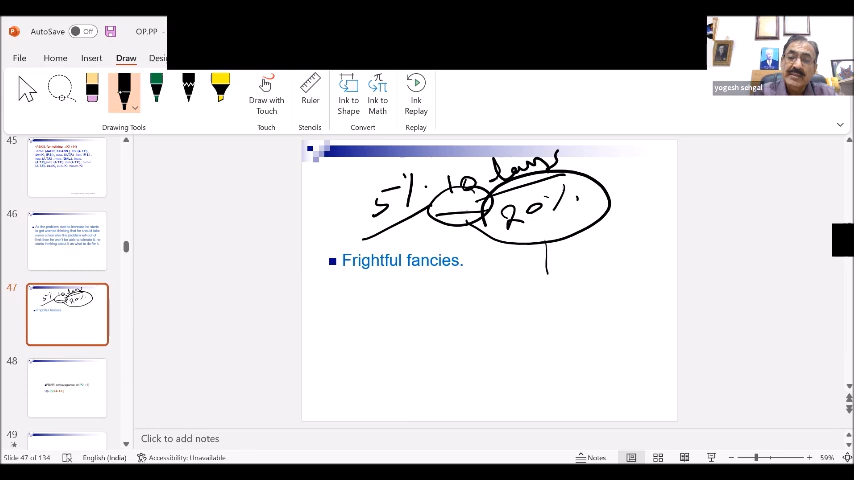 AutoSave Off OP.PP -
File Home Insert Draw
Draw with Touch
Ruler
Ink to Shape
Ink to Math
Ink Replay
Drawing Tools Touch Stencils Convert Replay
yogesh sehgal
45
46
47
48
49
5% 10 20%
Frightful fancies.
Click to add notes
Slide 47 of 134 English (India) Accessibility: Unavailable Notes 59%